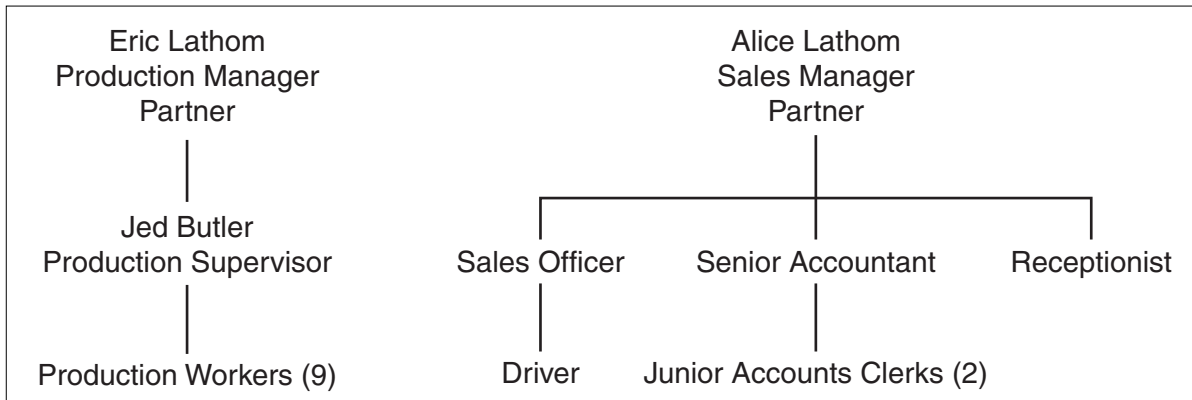 Eric Lathom
Production Manager
Partner
Alice Lathom
Sales Manager
Partner
Jed Butler
Production Supervisor
Sales Officer
Senior Accountant
Receptionist
Production Workers (9)
Driver
Junior Accounts Clerks (2)